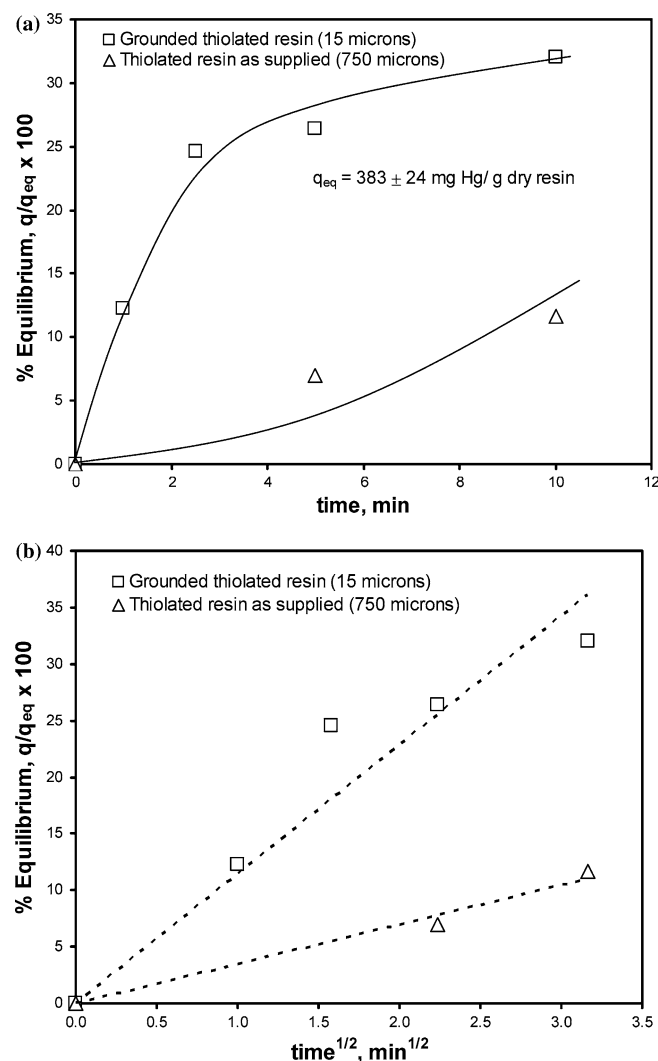 (a)
35
30
25
20
15
10
5
0
% Equilibrium, q/qeq x 100
Grounded thiolated resin (15 microns)
Thiolated resin as supplied (750 microns)
qeq = 383 ± 24 mg Hg/ g dry resin
0 2 4 6 8 10 12
time, min
(b)
40
35
30
25
20
15
10
5
0
% Equilibrium, q/qeq x 100
Grounded thiolated resin (15 microns)
Thiolated resin as supplied (750 microns)
0.0 0.5 1.0 1.5 2.0 2.5 3.0 3.5
time1/2, min1/2